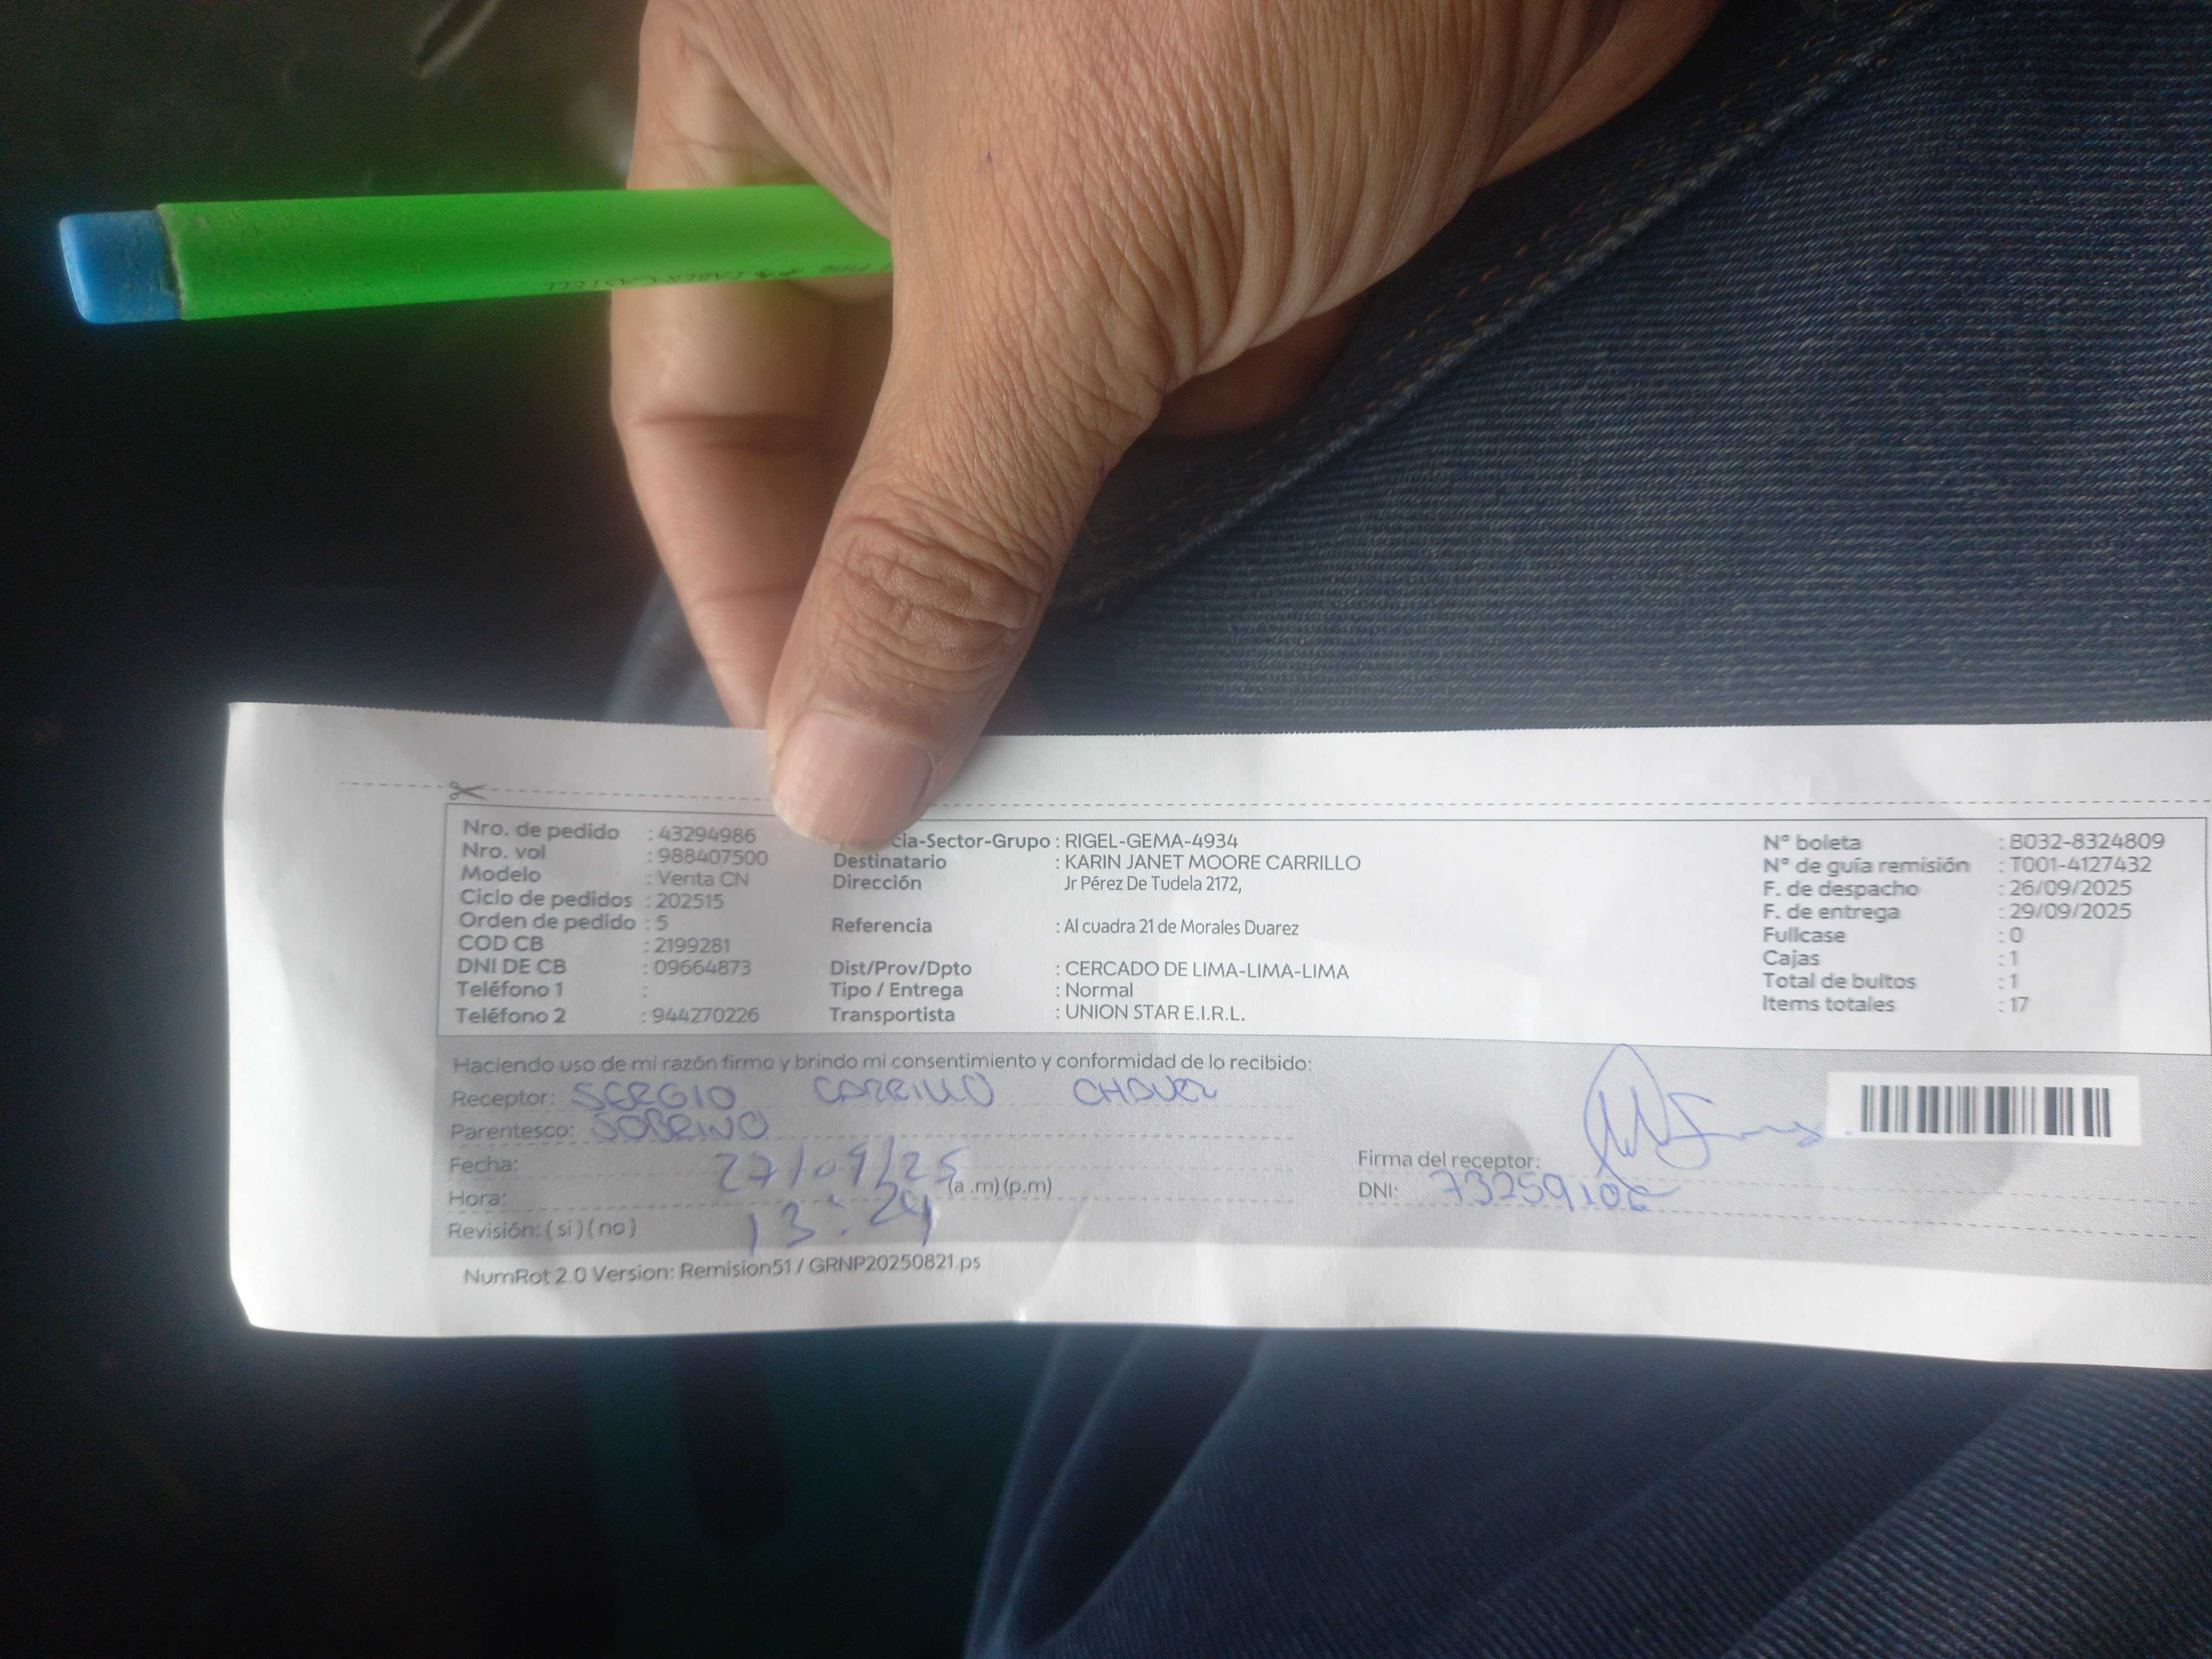 FABER CASTELL
Nro. de pedido : 43294986
Nro. vol : 988407500
Modelo : Venta CN
Ciclo de pedidos : 202515
Orden de pedido : 5
COD CB : 2199281
DNI DE CB : 09664873
Teléfono 1 :
Teléfono 2 : 944270226
cia-Sector-Grupo : RIGEL-GEMA-4934
Destinatario : KARIN JANET MOORE CARRILLO
Dirección Jr Pérez De Tudela 2172,
Referencia : Al cuadra 21 de Morales Duarez
Dist/Prov/Dpto : CERCADO DE LIMA-LIMA-LIMA
Tipo / Entrega : Normal
Transportista : UNION STAR E.I.R.L.
N° boleta : B032-8324809
N° de guía remisión : T001-4127432
F. de despacho : 26/09/2025
F. de entrega : 29/09/2025
Fullcase : 0
Cajas : 1
Total de bultos : 1
Items totales : 17
Haciendo uso de mi razón firmo y brindo mi consentimiento y conformidad de lo recibido:
Receptor: SERGIO CARRILLO CHAVEZ
Parentesco: SOBRINO
Fecha: 27/09/25
Hora: 13:24 (a .m) (p.m)
Revisión: ( si ) ( no )
Firma del receptor:
DNI:
NumRot 2.0 Version: Remision51 / GRNP20250821.ps